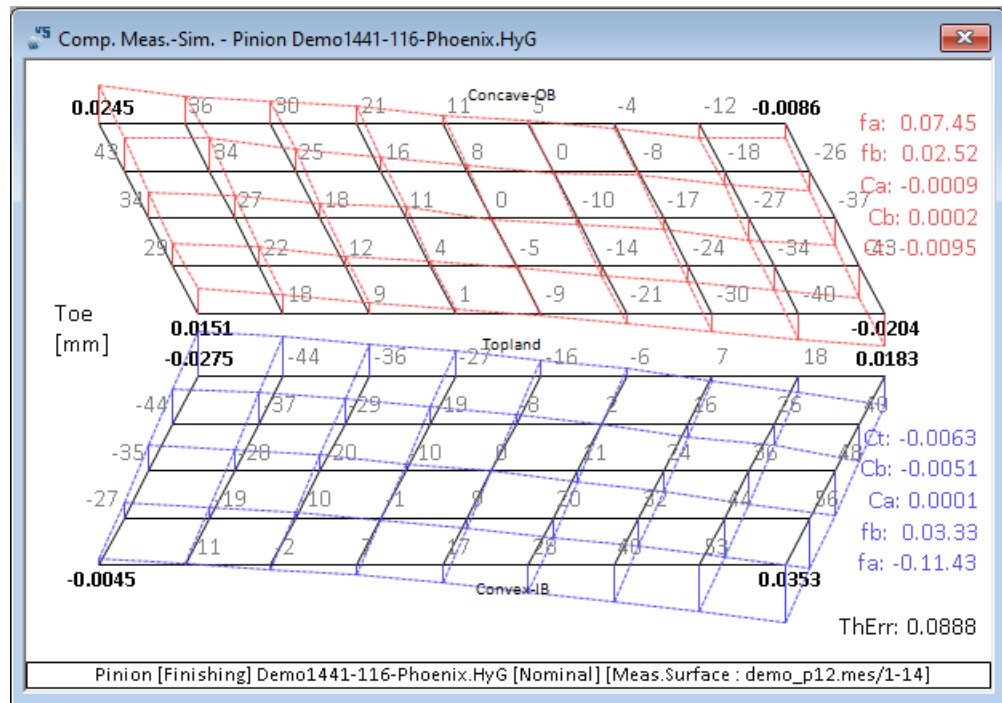 Comp. Meas.-Sim. - Pinion Demo1441-116-Phoenix.HyG
Concave-OB
0.0245 36 30 21 11 5 -4 -12 -0.0086
fa: 0.07.45
43 34 25 16 8 0 -8 -18 -26
fb: 0.02.52
Ca: -0.0009
34 27 18 11 0 -10 -17 -27 -37
Cb: 0.0002
29 22 12 4 -5 -14 -24 -34 -43
Ct: -0.0095
18 9 1 -9 -21 -30 -40
Toe
[mm]
0.0151 -0.0204
Topland
-0.0275 -44 -36 -27 -16 -6 7 18 0.0183
-44 -37 -29 -19 -8 2 16 26 40
Ct: -0.0063
-35 -28 -20 -10 0 11 24 36 48
Cb: -0.0051
-27 -19 -10 -1 9 20 32 44 56
Ca: 0.0001
fb: 0.03.33
11 2 17 28 40 53
fa: -0.11.43
-0.0045 0.0353
Convex-IB
ThErr: 0.0888
Pinion [Finishing] Demo1441-116-Phoenix.HyG [Nominal] [Meas.Surface : demo_p12.mes/1-14]